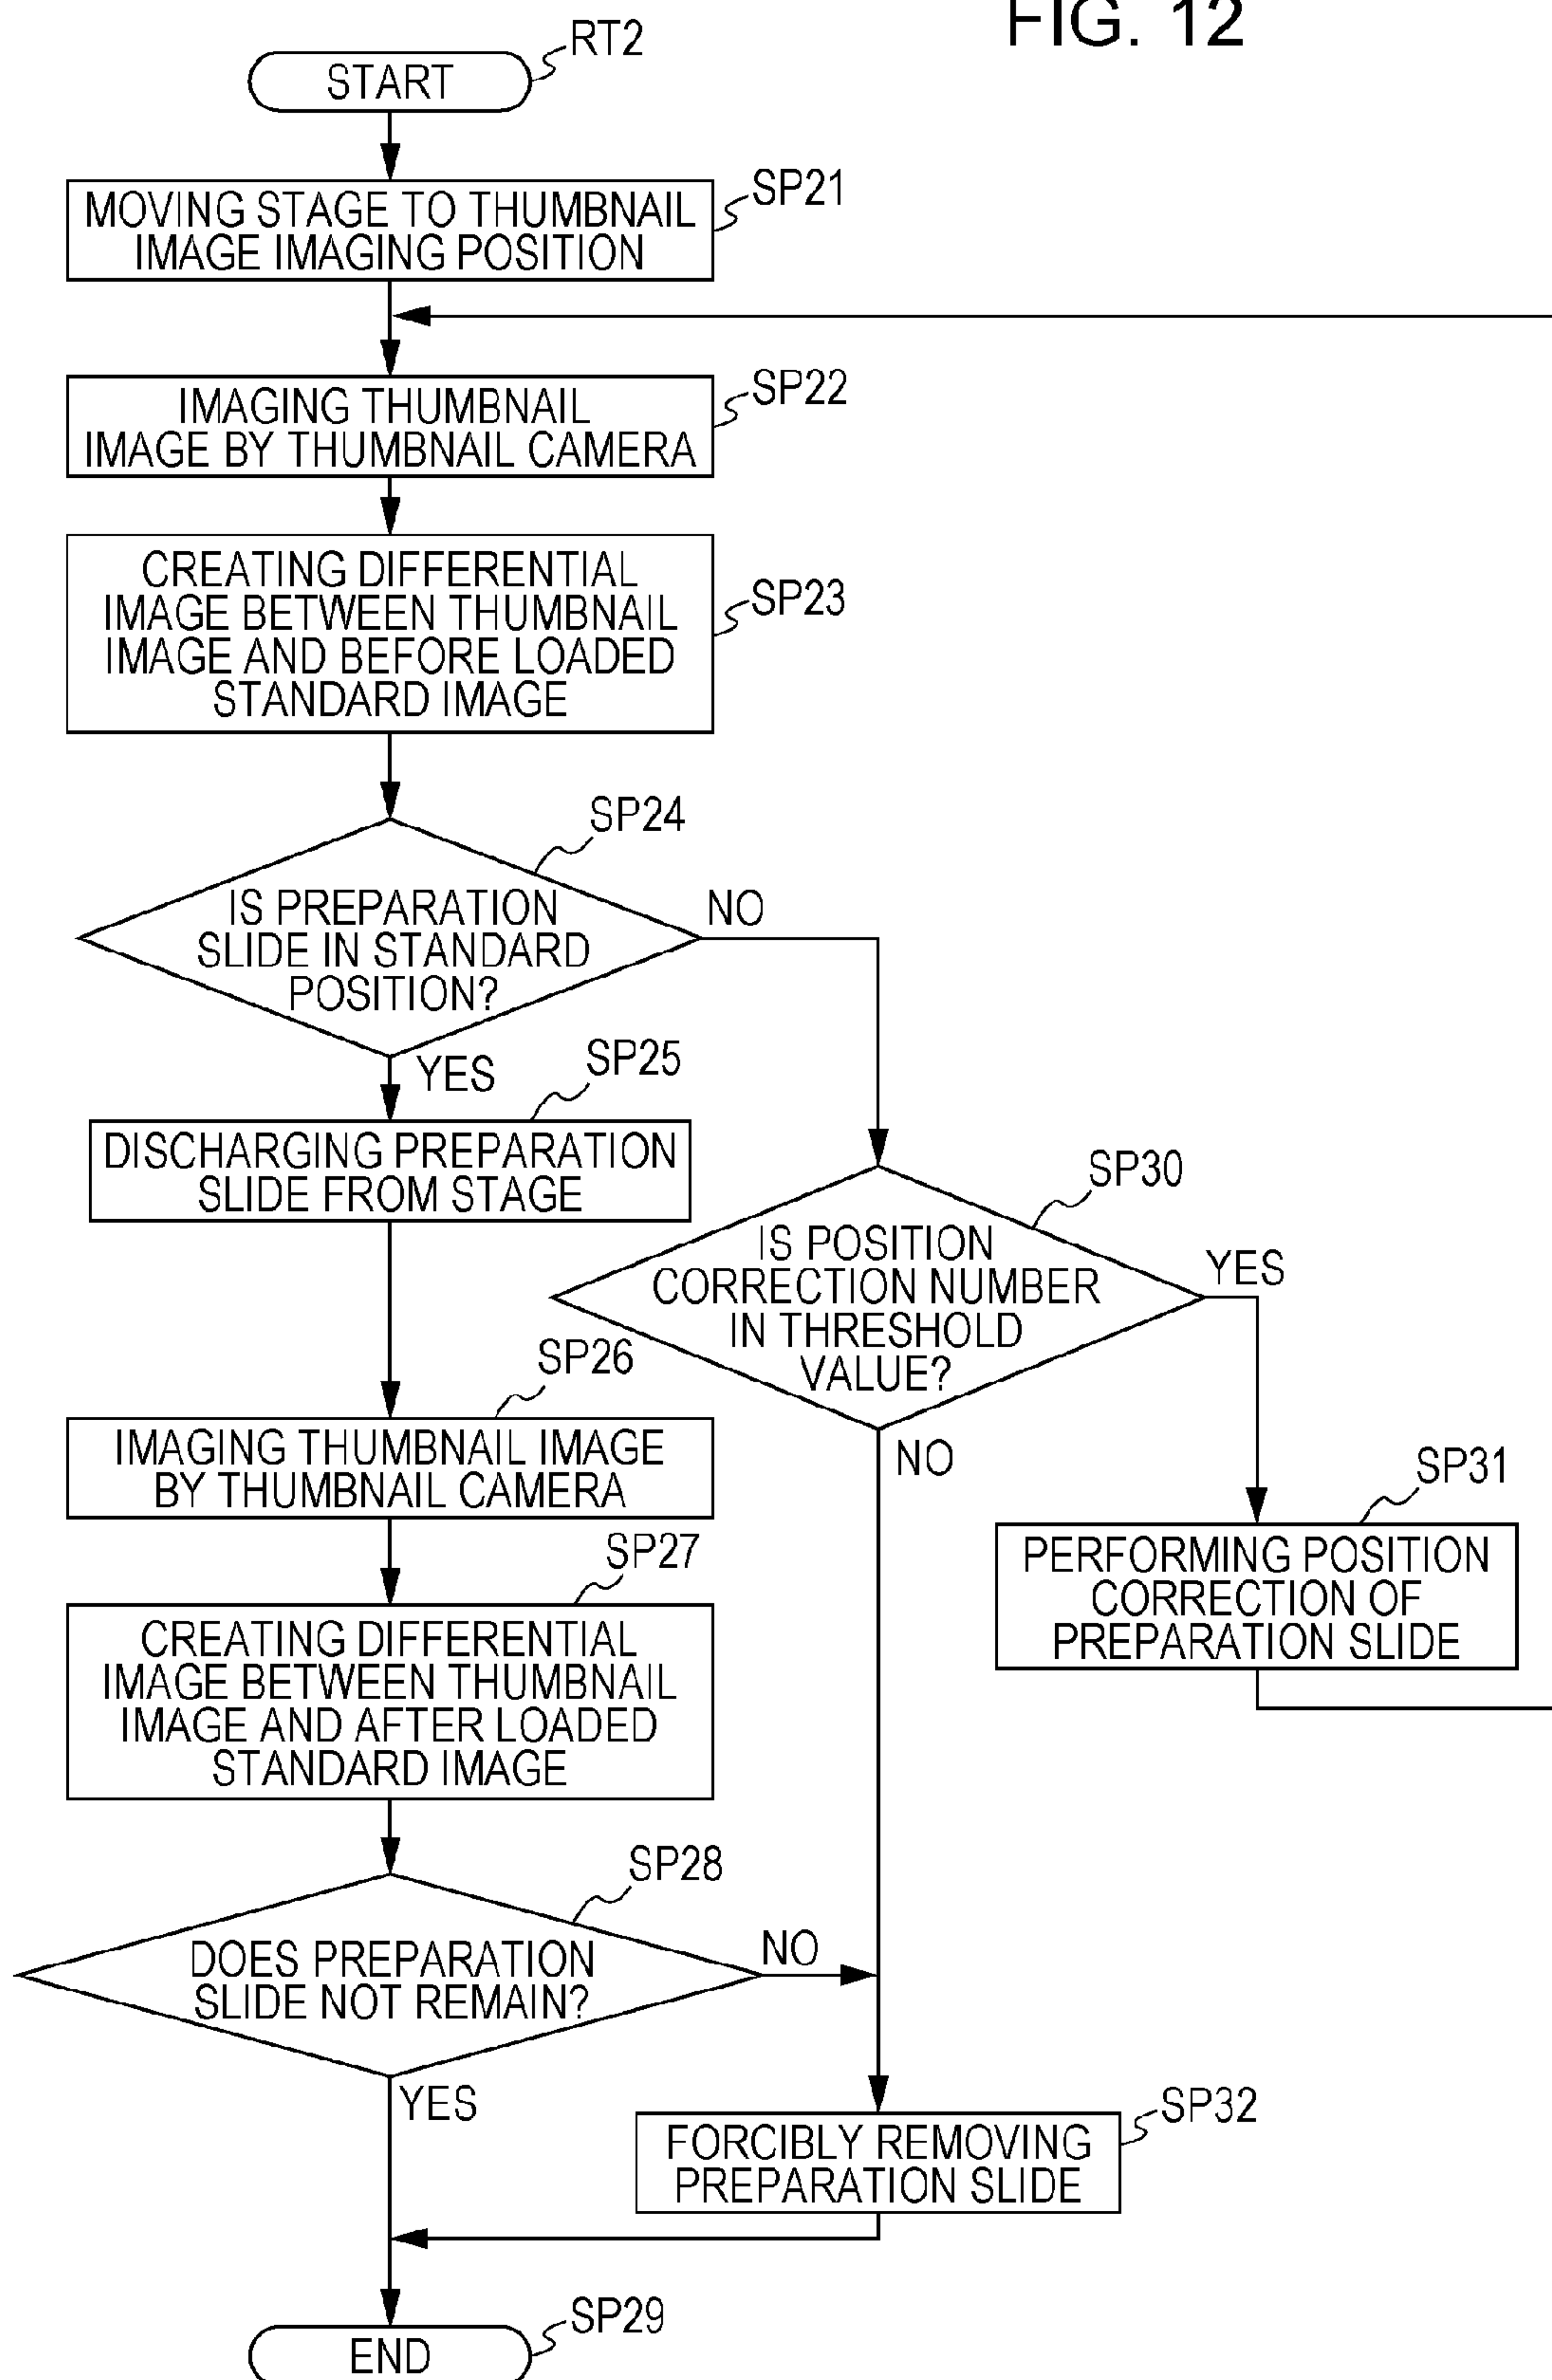 FIG. 12
RT2
START
SP21
MOVING STAGE TO THUMBNAIL
IMAGE IMAGING POSITION
SP22
IMAGING THUMBNAIL
IMAGE BY THUMBNAIL CAMERA
SP23
CREATING DIFFERENTIAL
IMAGE BETWEEN THUMBNAIL
IMAGE AND BEFORE LOADED
STANDARD IMAGE
SP24
IS PREPARATION
SLIDE IN STANDARD
POSITION?
NO
YES
SP25
DISCHARGING PREPARATION
SLIDE FROM STAGE
SP30
IS POSITION
CORRECTION NUMBER
IN THRESHOLD
VALUE?
YES
NO
SP26
IMAGING THUMBNAIL IMAGE
BY THUMBNAIL CAMERA
SP31
PERFORMING POSITION
CORRECTION OF
PREPARATION SLIDE
SP27
CREATING DIFFERENTIAL
IMAGE BETWEEN THUMBNAIL
IMAGE AND AFTER LOADED
STANDARD IMAGE
SP28
DOES PREPARATION
SLIDE NOT REMAIN?
NO
YES
SP32
FORCIBLY REMOVING
PREPARATION SLIDE
SP29
END